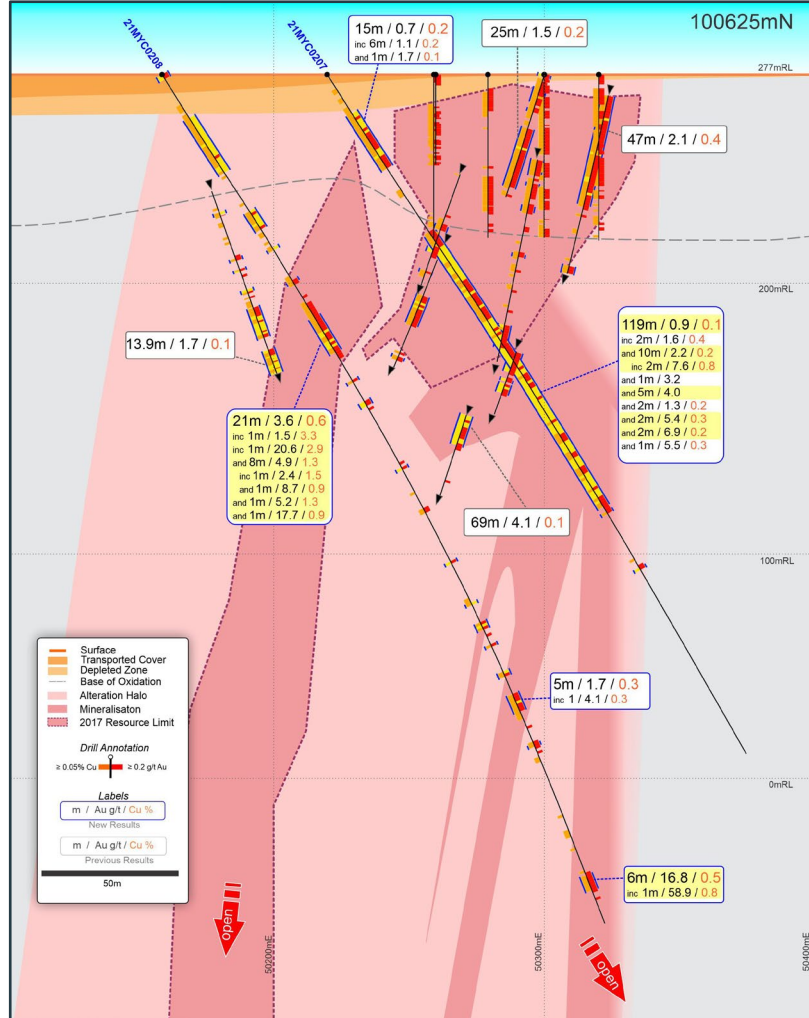 100625mN
277mRL
21MYC0208
21MYC0207
15m / 0.7 / 0.2
inc 6m / 1.1 / 0.2
and 1m / 1.7 / 0.1
25m / 1.5 / 0.2
47m / 2.1 / 0.4
200mRL
13.9m / 1.7 / 0.1
119m / 0.9 / 0.1
inc 2m / 1.6 / 0.4
and 10m / 2.2 / 0.2
inc 2m / 7.6 / 0.8
and 1m / 3.2
and 5m / 4.0
and 2m / 1.3 / 0.2
and 2m / 5.4 / 0.3
and 2m / 6.9 / 0.2
and 1m / 5.5 / 0.3
21m / 3.6 / 0.6
inc 1m / 1.5 / 3.3
inc 1m / 20.6 / 2.9
and 8m / 4.9 / 1.3
inc 1m / 2.4 / 1.5
and 1m / 8.7 / 0.9
and 1m / 5.2 / 1.3
and 1m / 17.7 / 0.9
69m / 4.1 / 0.1
100mRL
Surface
Transported Cover
Depleted Zone
Base of Oxidation
Alteration Halo
Mineralisaton
2017 Resource Limit
Drill Annotation
≥ 0.05% Cu
≥ 0.2 g/t Au
Labels
m / Au g/t / Cu %
New Results
m / Au g/t / Cu %
Previous Results
50m
5m / 1.7 / 0.3
inc 1 / 4.1 / 0.3
0mRL
6m / 16.8 / 0.5
inc 1m / 58.9 / 0.8
open
50200mE
50300mE
open
50400mE